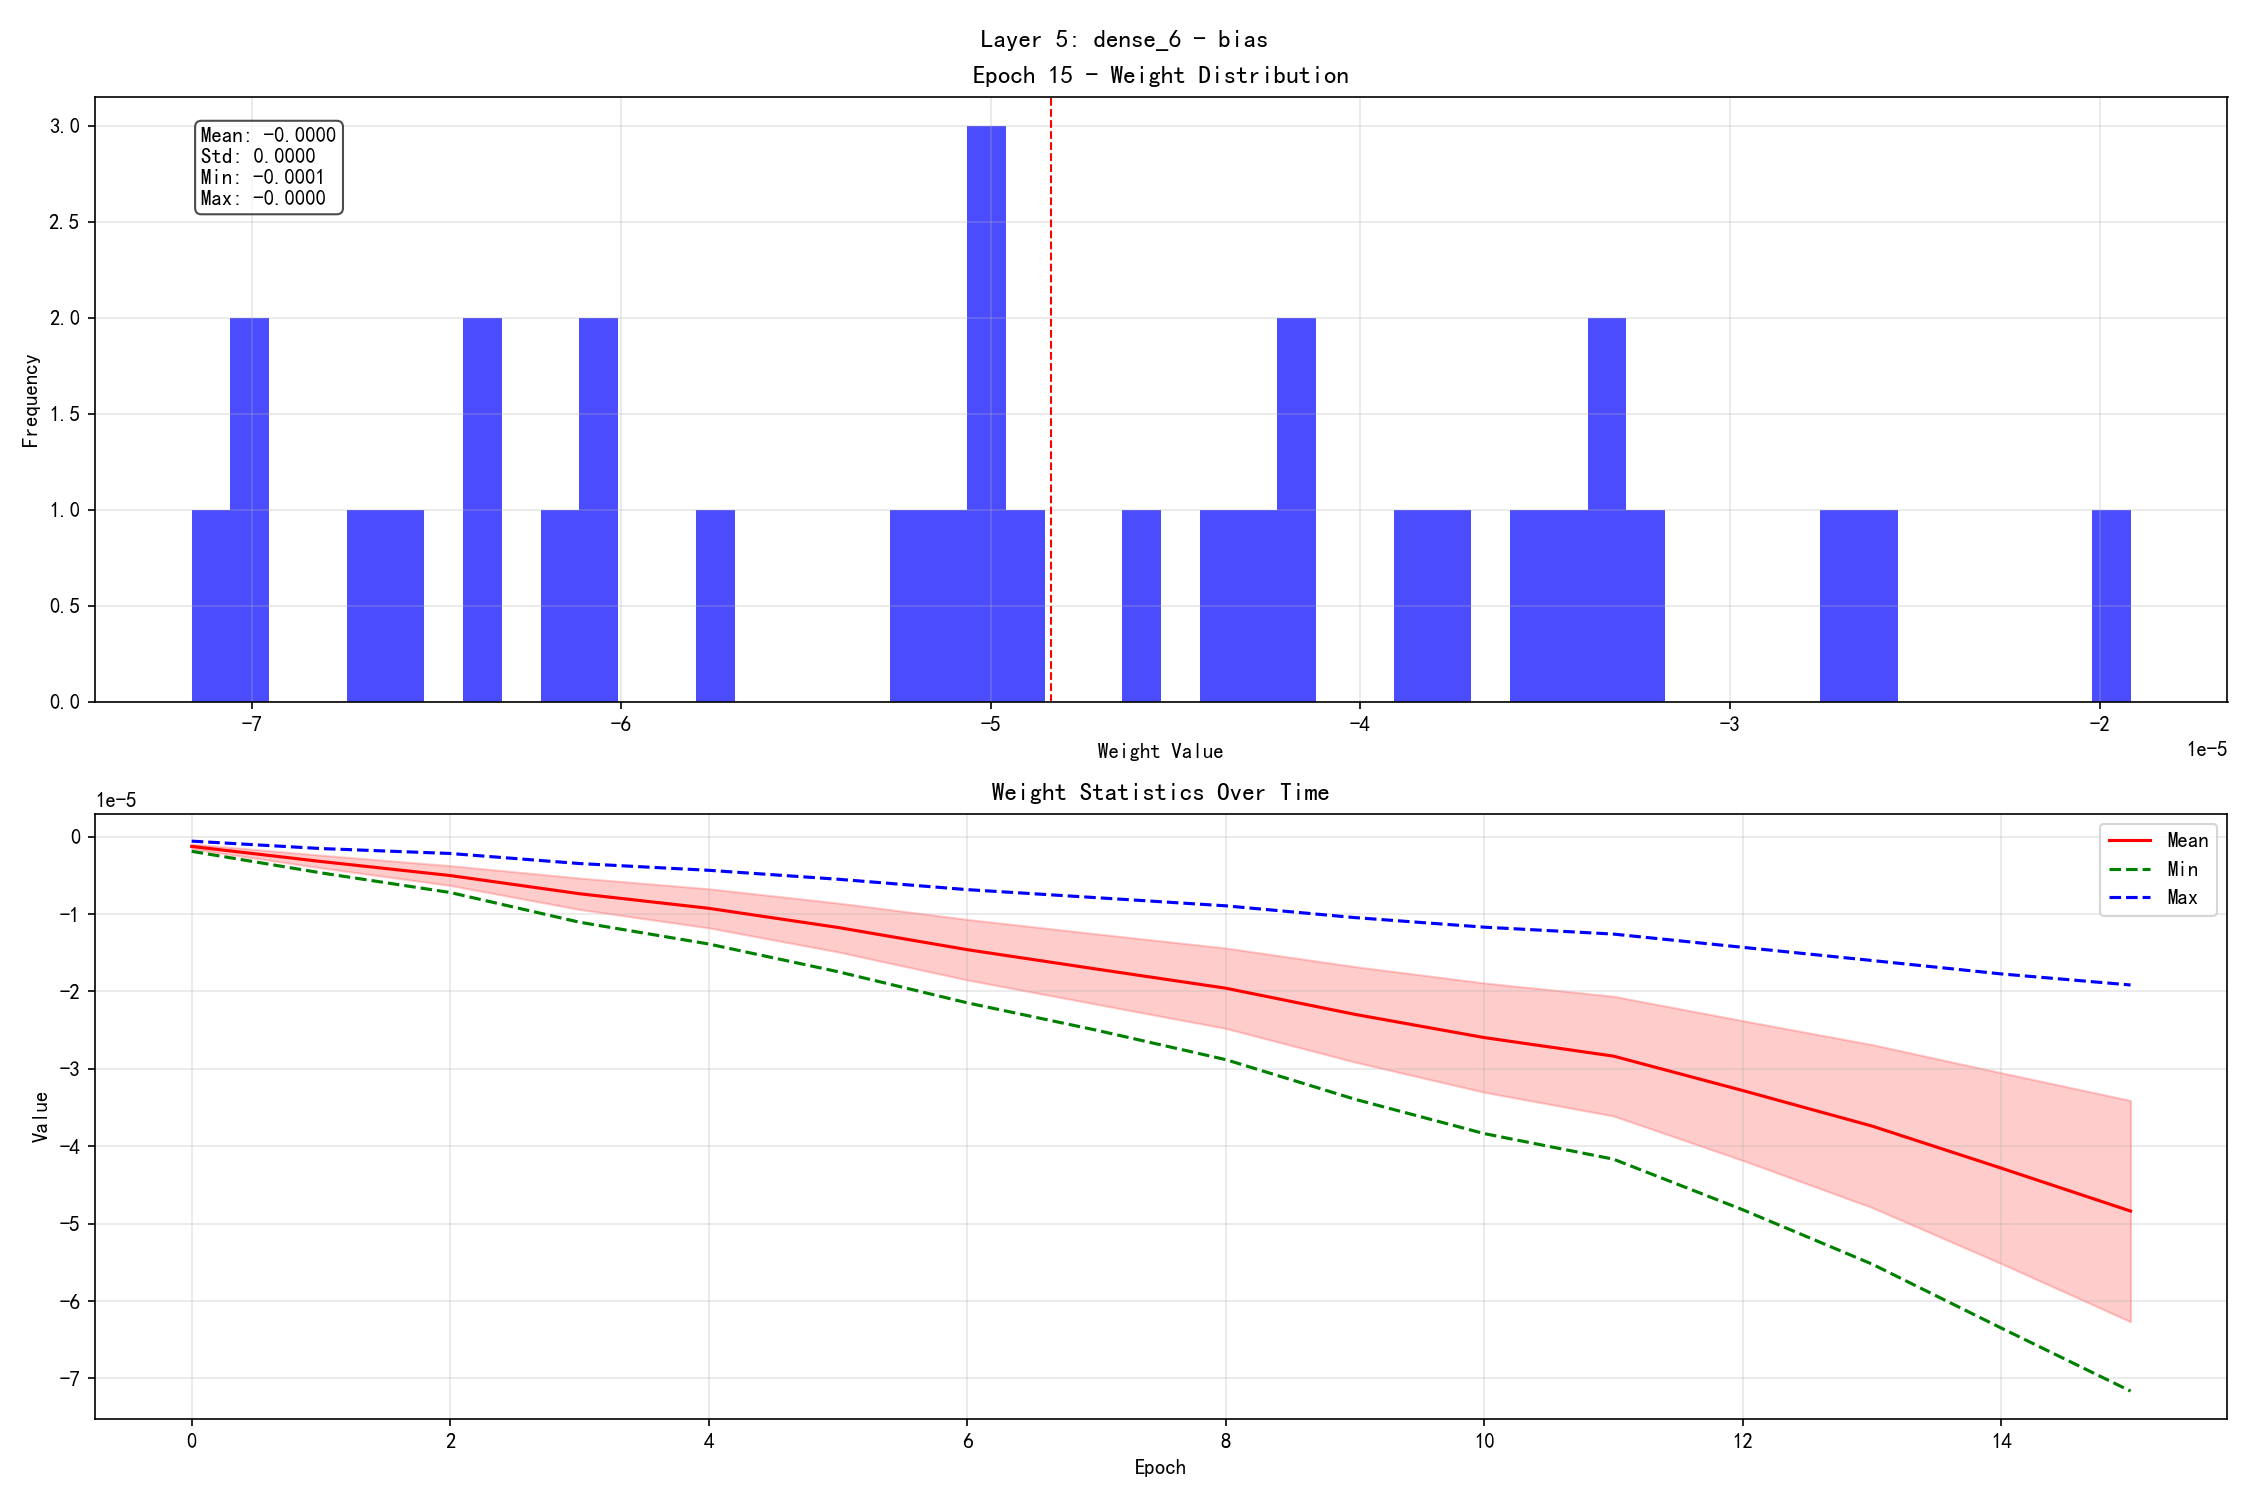 Layer 5: dense_6 - bias
Epoch 15 - Weight Distribution
Mean: -0.0000
Std: 0.0000
Min: -0.0001
Max: -0.0000
3.0
2.5
2.0
1.5
1.0
0.5
0.0
Frequency
-7 -6 -5 -4 -3 -2
Weight Value
1e-5
Weight Statistics Over Time
1e-5
Mean
Min
Max
0
-1
-2
-3
-4
-5
-6
-7
Value
0 2 4 6 8 10 12 14
Epoch